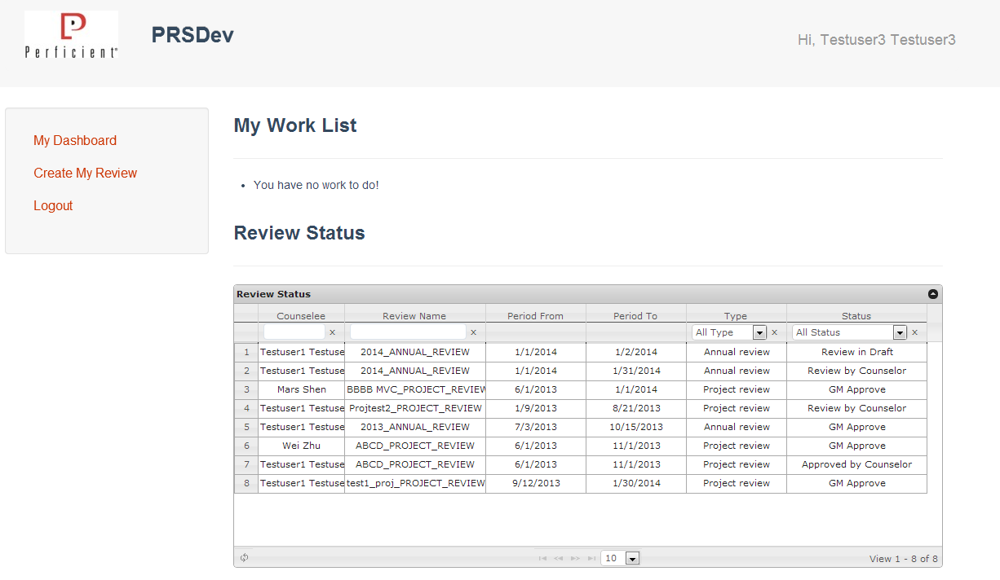 Perficient®
PRSDev
Hi, Testuser3 Testuser3
My Dashboard
Create My Review
Logout
My Work List
• You have no work to do!
Review Status
Review Status
Counselee Review Name Period From Period To Type Status
x x All Type x All Status x
1 Testuser1 Testuse 2014_ANNUAL_REVIEW 1/1/2014 1/2/2014 Annual review Review in Draft
2 Testuser1 Testuse 2014_ANNUAL_REVIEW 1/1/2014 1/31/2014 Annual review Review by Counselor
3 Mars Shen BBBB MVC_PROJECT_REVIEW 6/1/2013 1/1/2014 Project review GM Approve
4 Testuser1 Testuse Projtest2_PROJECT_REVIEW 1/9/2013 8/21/2013 Project review Review by Counselor
5 Testuser1 Testuse 2013_ANNUAL_REVIEW 7/3/2013 10/15/2013 Annual review GM Approve
6 Wei Zhu ABCD_PROJECT_REVIEW 6/1/2013 11/1/2013 Project review GM Approve
7 Testuser1 Testuse ABCD_PROJECT_REVIEW 6/1/2013 11/1/2013 Project review Approved by Counselor
8 Testuser1 Testuse test1_proj_PROJECT_REVIEW 9/12/2013 1/30/2014 Project review GM Approve
10 View 1 - 8 of 8